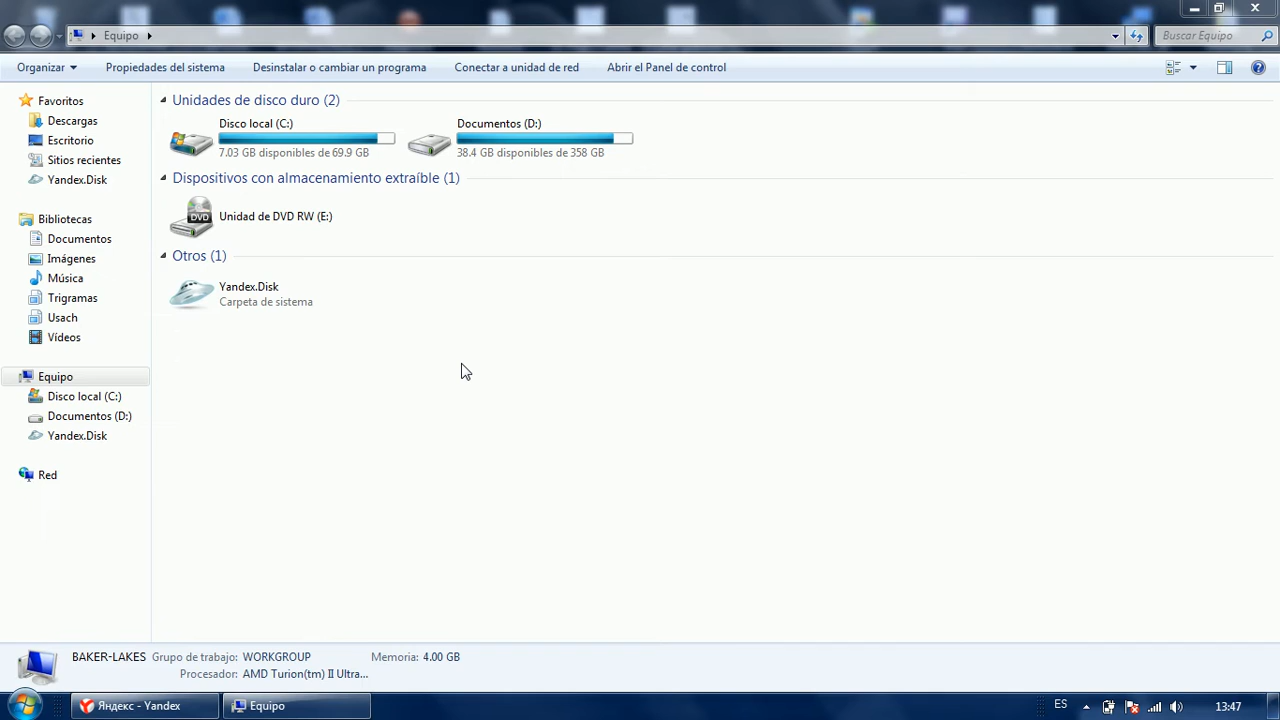 Equipo
Buscar Equipo
Organizar
Propiedades del sistema
Desinstalar o cambiar un programa
Conectar a unidad de red
Abrir el Panel de control
Favoritos
Descargas
Escritorio
Sitios recientes
Yandex.Disk
Bibliotecas
Documentos
Imágenes
Música
Trigramas
Usach
Vídeos
Equipo
Disco local (C:)
Documentos (D:)
Yandex.Disk
Red
Unidades de disco duro (2)
Disco local (C:)
7.03 GB disponibles de 69.9 GB
Documentos (D:)
38.4 GB disponibles de 358 GB
Dispositivos con almacenamiento extraíble (1)
DVD
Unidad de DVD RW (E:)
Otros (1)
Yandex.Disk
Carpeta de sistema
BAKER-LAKES Grupo de trabajo: WORKGROUP Memoria: 4.00 GB
Procesador: AMD Turion(tm) II Ultra...
Яндекс - Yandex
Equipo
ES
13:47